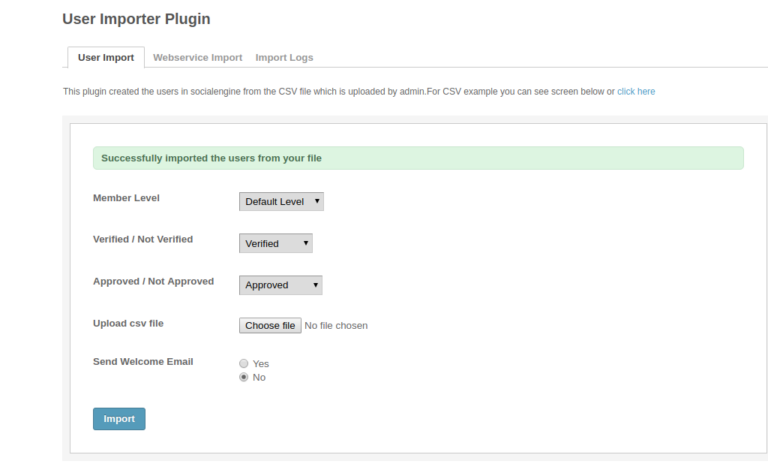 User Importer Plugin
User Import Webservice Import Import Logs
This plugin created the users in socialengine from the CSV file which is uploaded by admin.For CSV example you can see screen below or click here
Successfully imported the users from your file
Member Level Default Level
Verified / Not Verified Verified
Approved / Not Approved Approved
Upload csv file Choose file No file chosen
Send Welcome Email Yes
No
Import